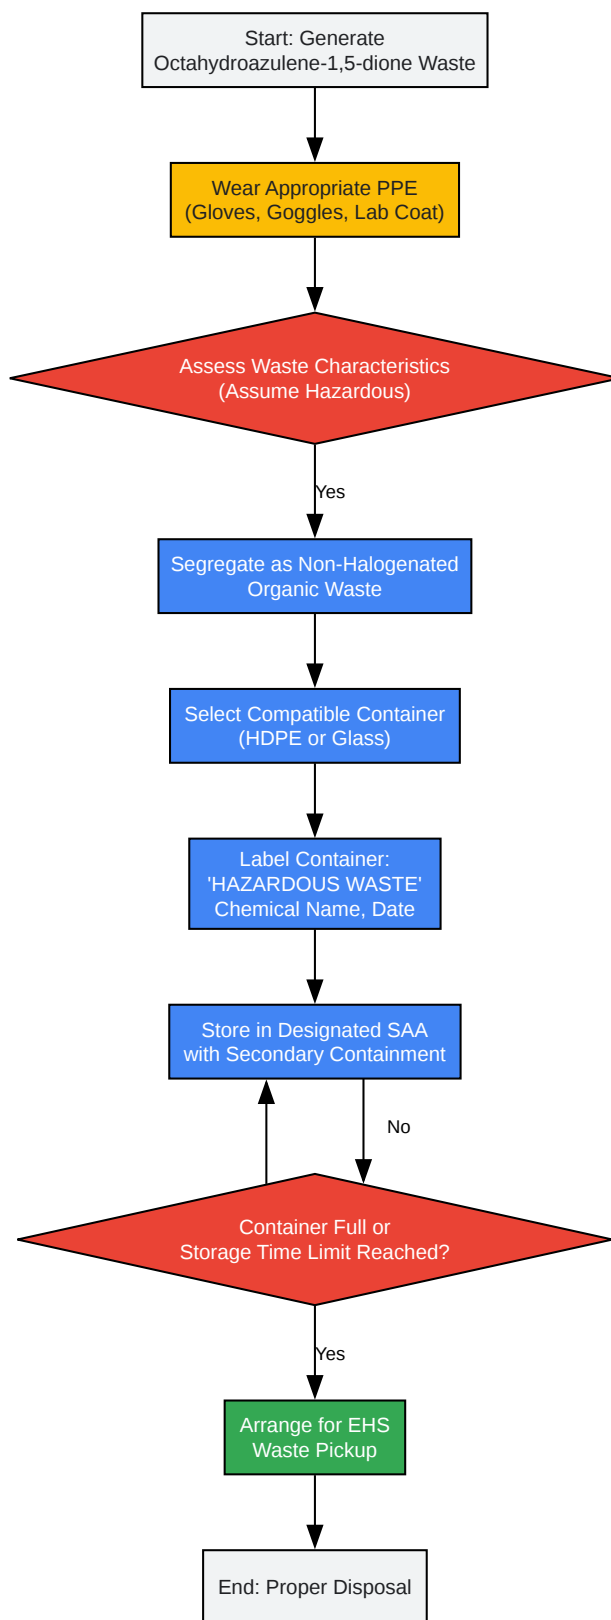 Start: Generate
Octahydroazulene-1,5-dione Waste
Wear Appropriate PPE
(Gloves, Goggles, Lab Coat)
Assess Waste Characteristics
(Assume Hazardous)
Yes
Segregate as Non-Halogenated
Organic Waste
Select Compatible Container
(HDPE or Glass)
Label Container:
'HAZARDOUS WASTE'
Chemical Name, Date
Store in Designated SAA
with Secondary Containment
No
Container Full or
Storage Time Limit Reached?
Yes
Arrange for EHS
Waste Pickup
End: Proper Disposal